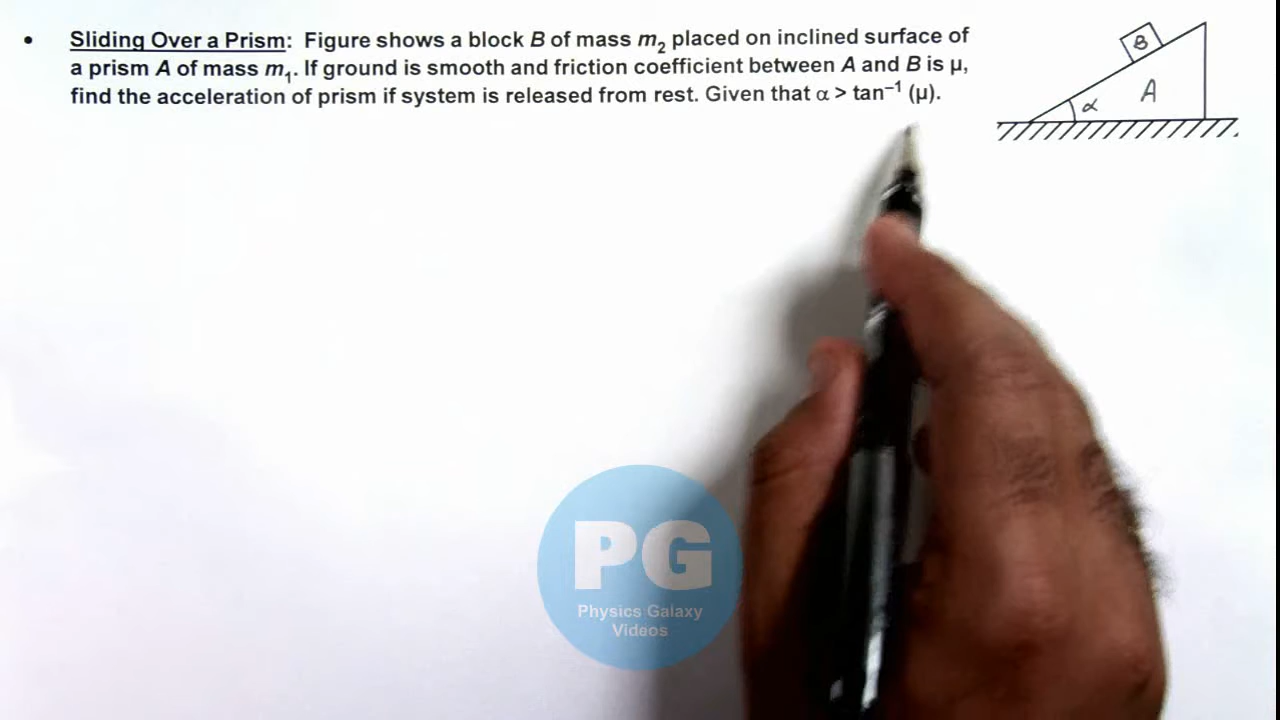 • Sliding Over a Prism: Figure shows a block B of mass m₂ placed on inclined surface of
a prism A of mass m₁. If ground is smooth and friction coefficient between A and B is μ,
find the acceleration of prism if system is released from rest. Given that α > tan⁻¹ (μ).
B
A
α
PG
Physics Galaxy
Videos